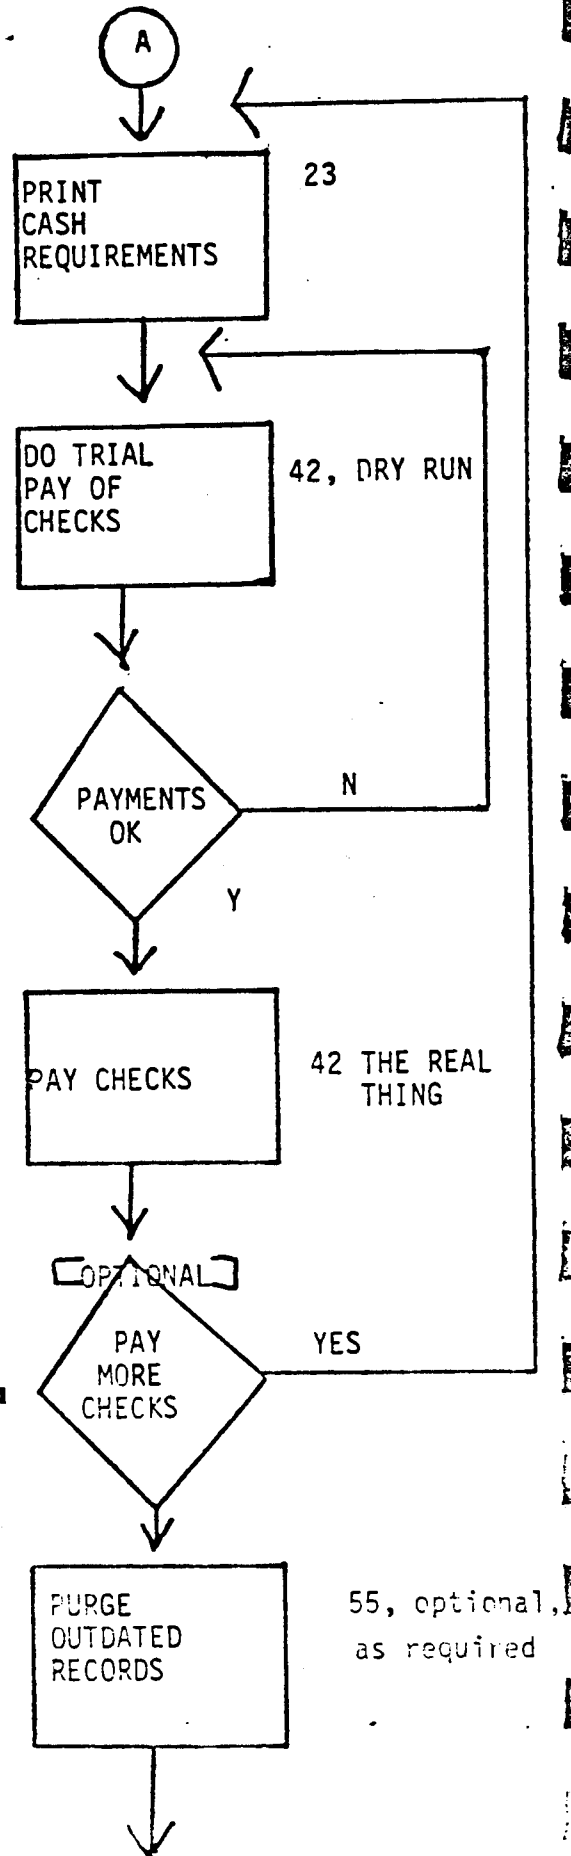 A
PRINT
CASH
REQUIREMENTS
23
DO TRIAL
PAY OF
CHECKS
42, DRY RUN
PAYMENTS
OK
N
Y
PAY CHECKS
42 THE REAL
THING
[OPTIONAL]
PAY
MORE
CHECKS
YES
PURGE
OUTDATED
RECORDS
55, optional,
as required